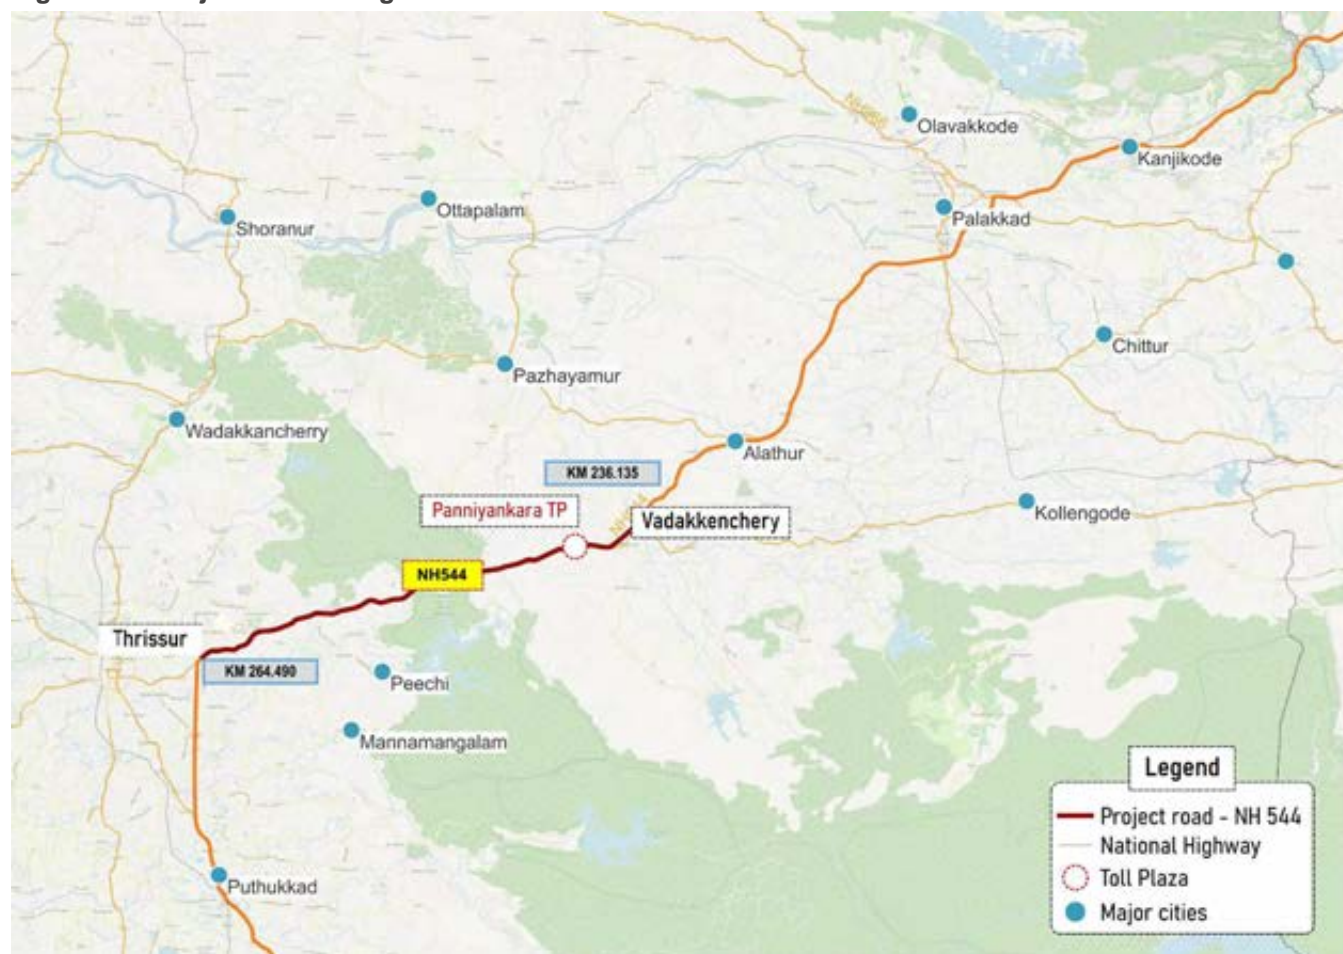 Olavakkode
Kanjikode
Ottapalam
Palakkad
Shoranur
Chittur
Pazhayamur
Wadakkancherry
Alathur
KM 236.135
Panniyankara TP
Vadakkenchery
Kollengode
NH544
Thrissur
KM 264.490
Peechi
Mannamangalam
Puthukkad
Legend
Project road - NH 544
National Highway
Toll Plaza
Major cities